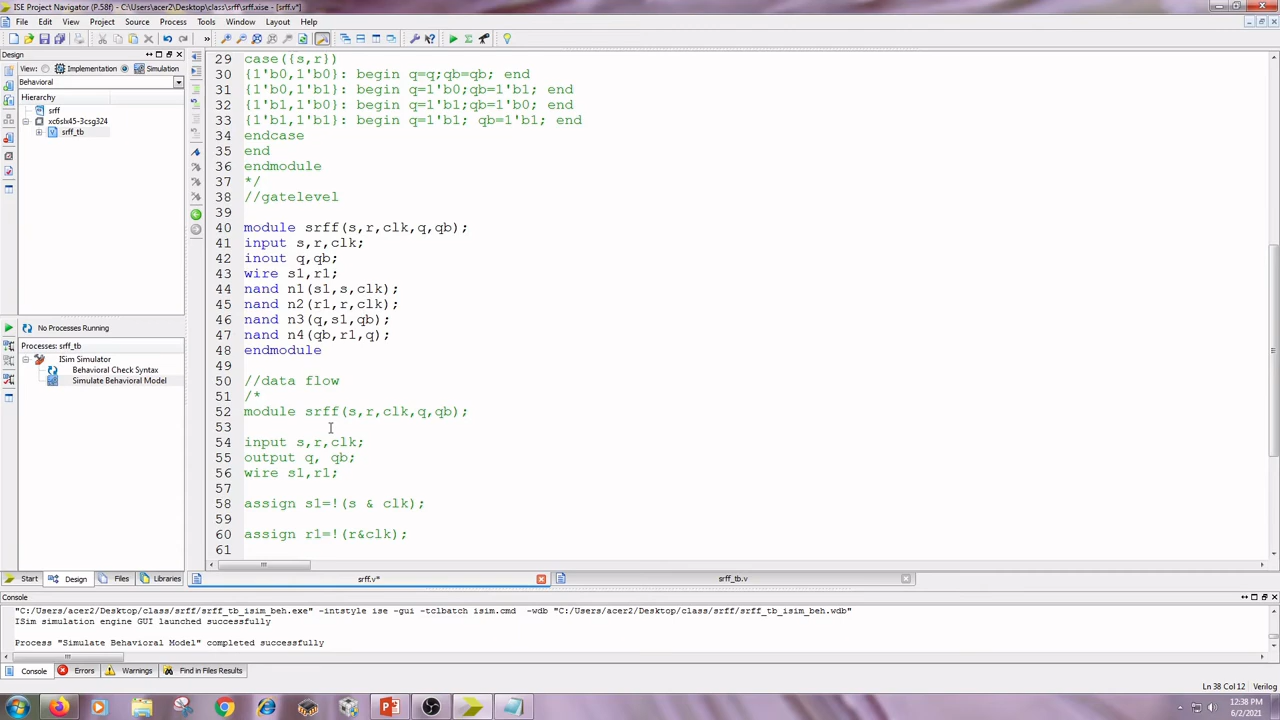 ISE Project Navigator (P.58f) - C:\Users\acer2\Desktop\class\srff\srff.xise - [srff.v*]
File Edit View Project Source Process Tools Window Layout Help
Design
View: Implementation Simulation
Behavioral
Hierarchy
srff
xc6slx45-3csg324
srff_tb
No Processes Running
Processes: srff_tb
ISim Simulator
Behavioral Check Syntax
Simulate Behavioral Model
Start Design Files Libraries
29 case({s,r})
30 {1'b0,1'b0}: begin q=q;qb=qb; end
31 {1'b0,1'b1}: begin q=1'b0;qb=1'b1; end
32 {1'b1,1'b0}: begin q=1'b1;qb=1'b0; end
33 {1'b1,1'b1}: begin q=1'b1; qb=1'b1; end
34 endcase
35 end
36 endmodule
37 */
38 //gatelevel
39
40 module srff(s,r,clk,q,qb);
41 input s,r,clk;
42 inout q,qb;
43 wire s1,r1;
44 nand n1(s1,s,clk);
45 nand n2(r1,r,clk);
46 nand n3(q,s1,qb);
47 nand n4(qb,r1,q);
48 endmodule
49
50 //data flow
51 /*
52 module srff(s,r,clk,q,qb);
53
54 input s,r,clk;
55 output q, qb;
56 wire s1,r1;
57
58 assign s1=!(s & clk);
59
60 assign r1=!(r&clk);
61
srff.v* srff_tb.v
Console
"C:/Users/acer2/Desktop/class/srff/srff_tb_isim_beh.exe" -intstyle ise -gui -tclbatch isim.cmd -wdb "C:/Users/acer2/Desktop/class/srff/srff_tb_isim_beh.wdb"
ISim simulation engine GUI launched successfully
Process "Simulate Behavioral Model" completed successfully
Console Errors Warnings Find in Files Results
Ln 38 Col 12 Verilog
12:38 PM
6/2/2021